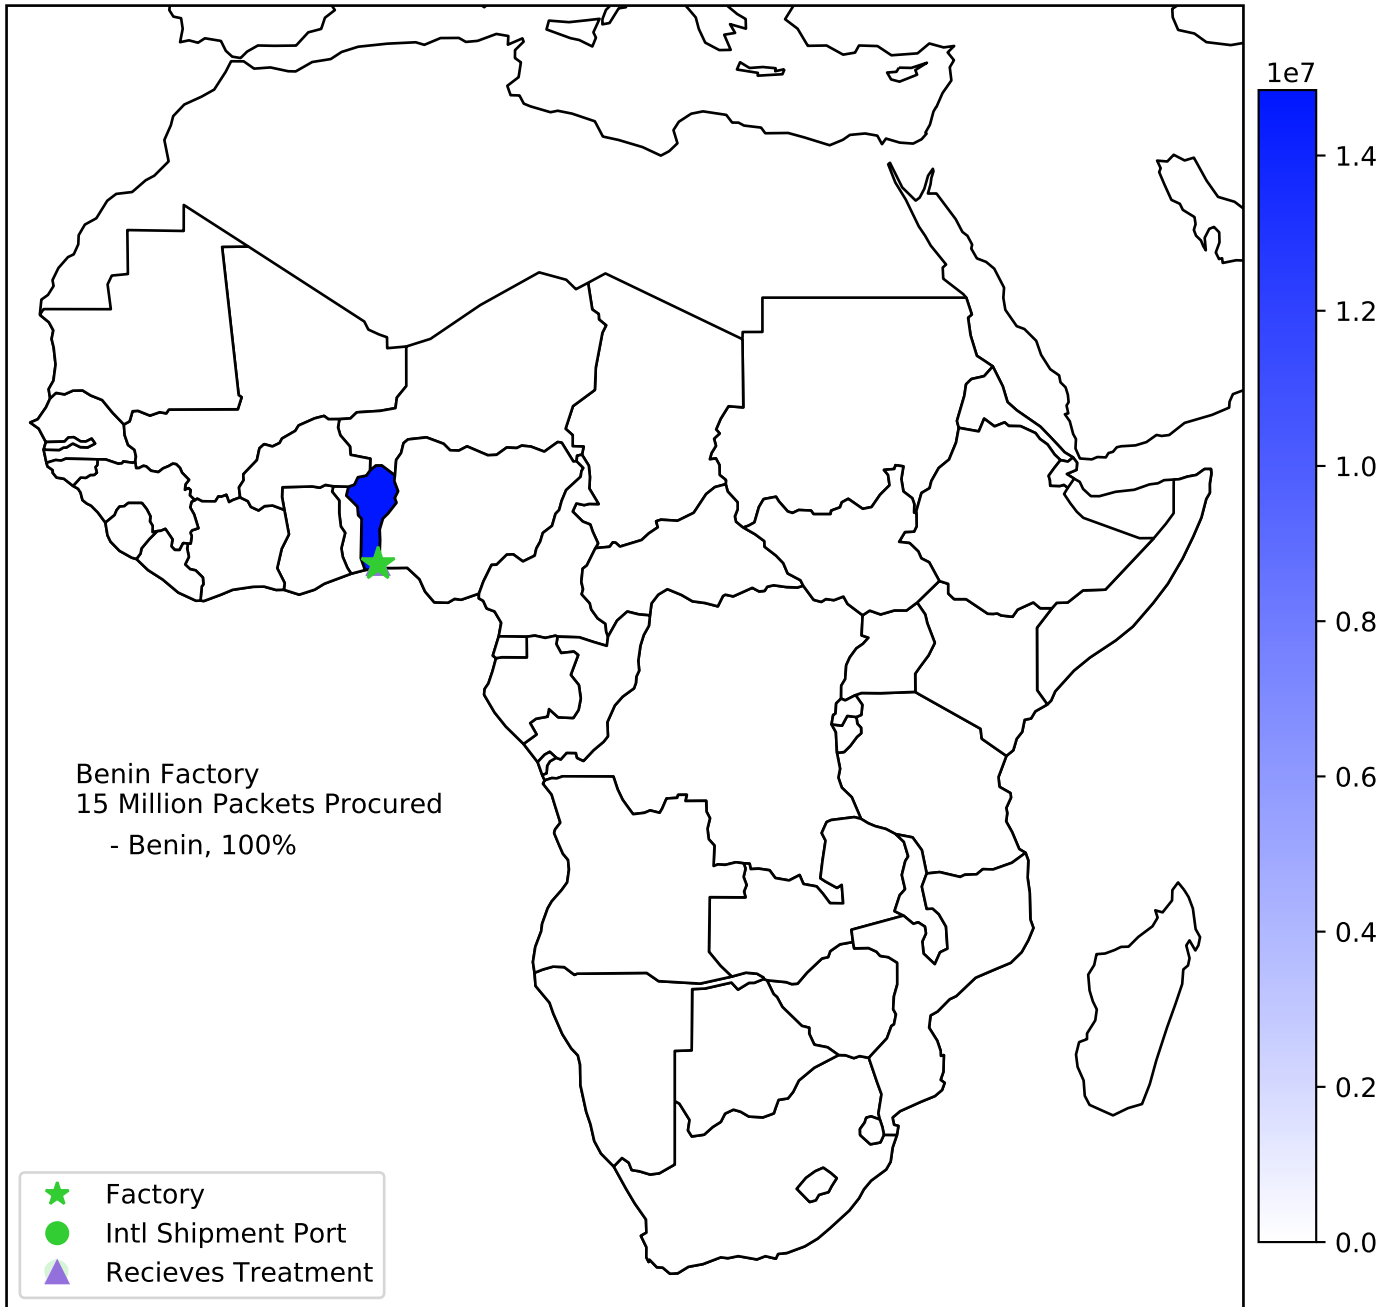 1e7
1.4
1.2
1.0
0.8
0.6
0.4
0.2
0.0
Benin Factory
15 Million Packets Procured
- Benin, 100%
Factory
Intl Shipment Port
Recieves Treatment